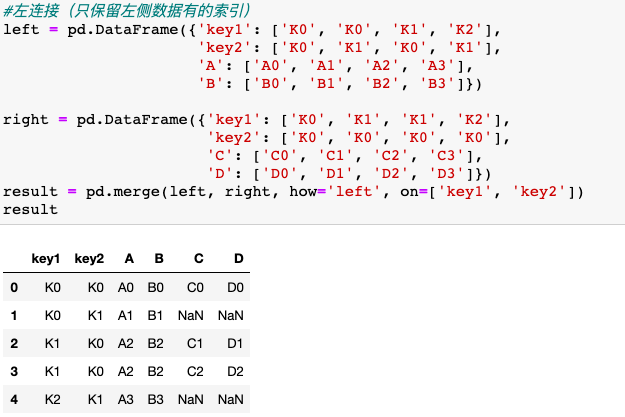 #左连接（只保留左侧数据有的索引）
left = pd.DataFrame({'key1': ['K0', 'K0', 'K1', 'K2'],
'key2': ['K0', 'K1', 'K0', 'K1'],
'A': ['A0', 'A1', 'A2', 'A3'],
'B': ['B0', 'B1', 'B2', 'B3']})
right = pd.DataFrame({'key1': ['K0', 'K1', 'K1', 'K2'],
'key2': ['K0', 'K0', 'K0', 'K0'],
'C': ['C0', 'C1', 'C2', 'C3'],
'D': ['D0', 'D1', 'D2', 'D3']})
result = pd.merge(left, right, how='left', on=['key1', 'key2'])
result
key1 key2 A B C D
0 K0 K0 A0 B0 C0 D0
1 K0 K1 A1 B1 NaN NaN
2 K1 K0 A2 B2 C1 D1
3 K1 K0 A2 B2 C2 D2
4 K2 K1 A3 B3 NaN NaN